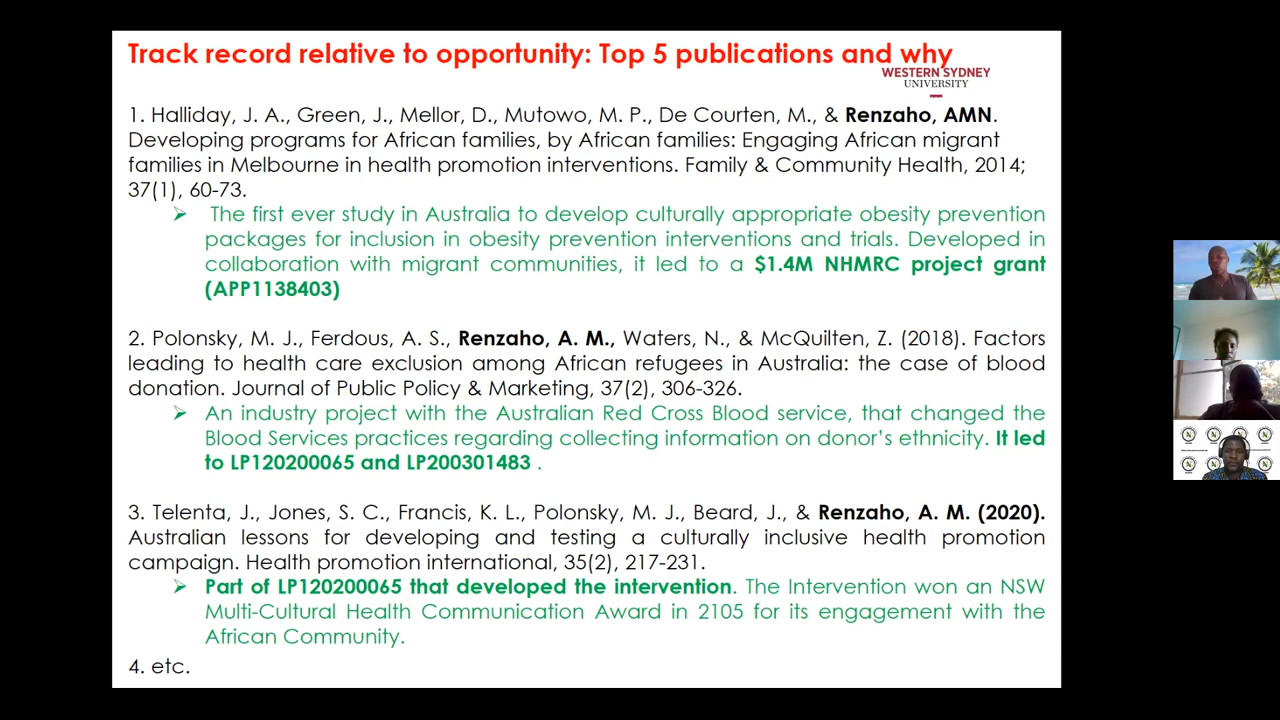 Track record relative to opportunity: Top 5 publications and why
WESTERN SYDNEY
UNIVERSITY
1. Halliday, J. A., Green, J., Mellor, D., Mutowo, M. P., De Courten, M., & Renzaho, AMN.
Developing programs for African families, by African families: Engaging African migrant
families in Melbourne in health promotion interventions. Family & Community Health, 2014;
37(1), 60-73.
➢ The first ever study in Australia to develop culturally appropriate obesity prevention
packages for inclusion in obesity prevention interventions and trials. Developed in
collaboration with migrant communities, it led to a $1.4M NHMRC project grant
(APP1138403)
2. Polonsky, M. J., Ferdous, A. S., Renzaho, A. M., Waters, N., & McQuilten, Z. (2018). Factors
leading to health care exclusion among African refugees in Australia: the case of blood
donation. Journal of Public Policy & Marketing, 37(2), 306-326.
➢ An industry project with the Australian Red Cross Blood service, that changed the
Blood Services practices regarding collecting information on donor's ethnicity. It led
to LP120200065 and LP200301483 .
3. Telenta, J., Jones, S. C., Francis, K. L., Polonsky, M. J., Beard, J., & Renzaho, A. M. (2020).
Australian lessons for developing and testing a culturally inclusive health promotion
campaign. Health promotion international, 35(2), 217-231.
➢ Part of LP120200065 that developed the intervention. The Intervention won an NSW
Multi-Cultural Health Communication Award in 2105 for its engagement with the
African Community.
4. etc.